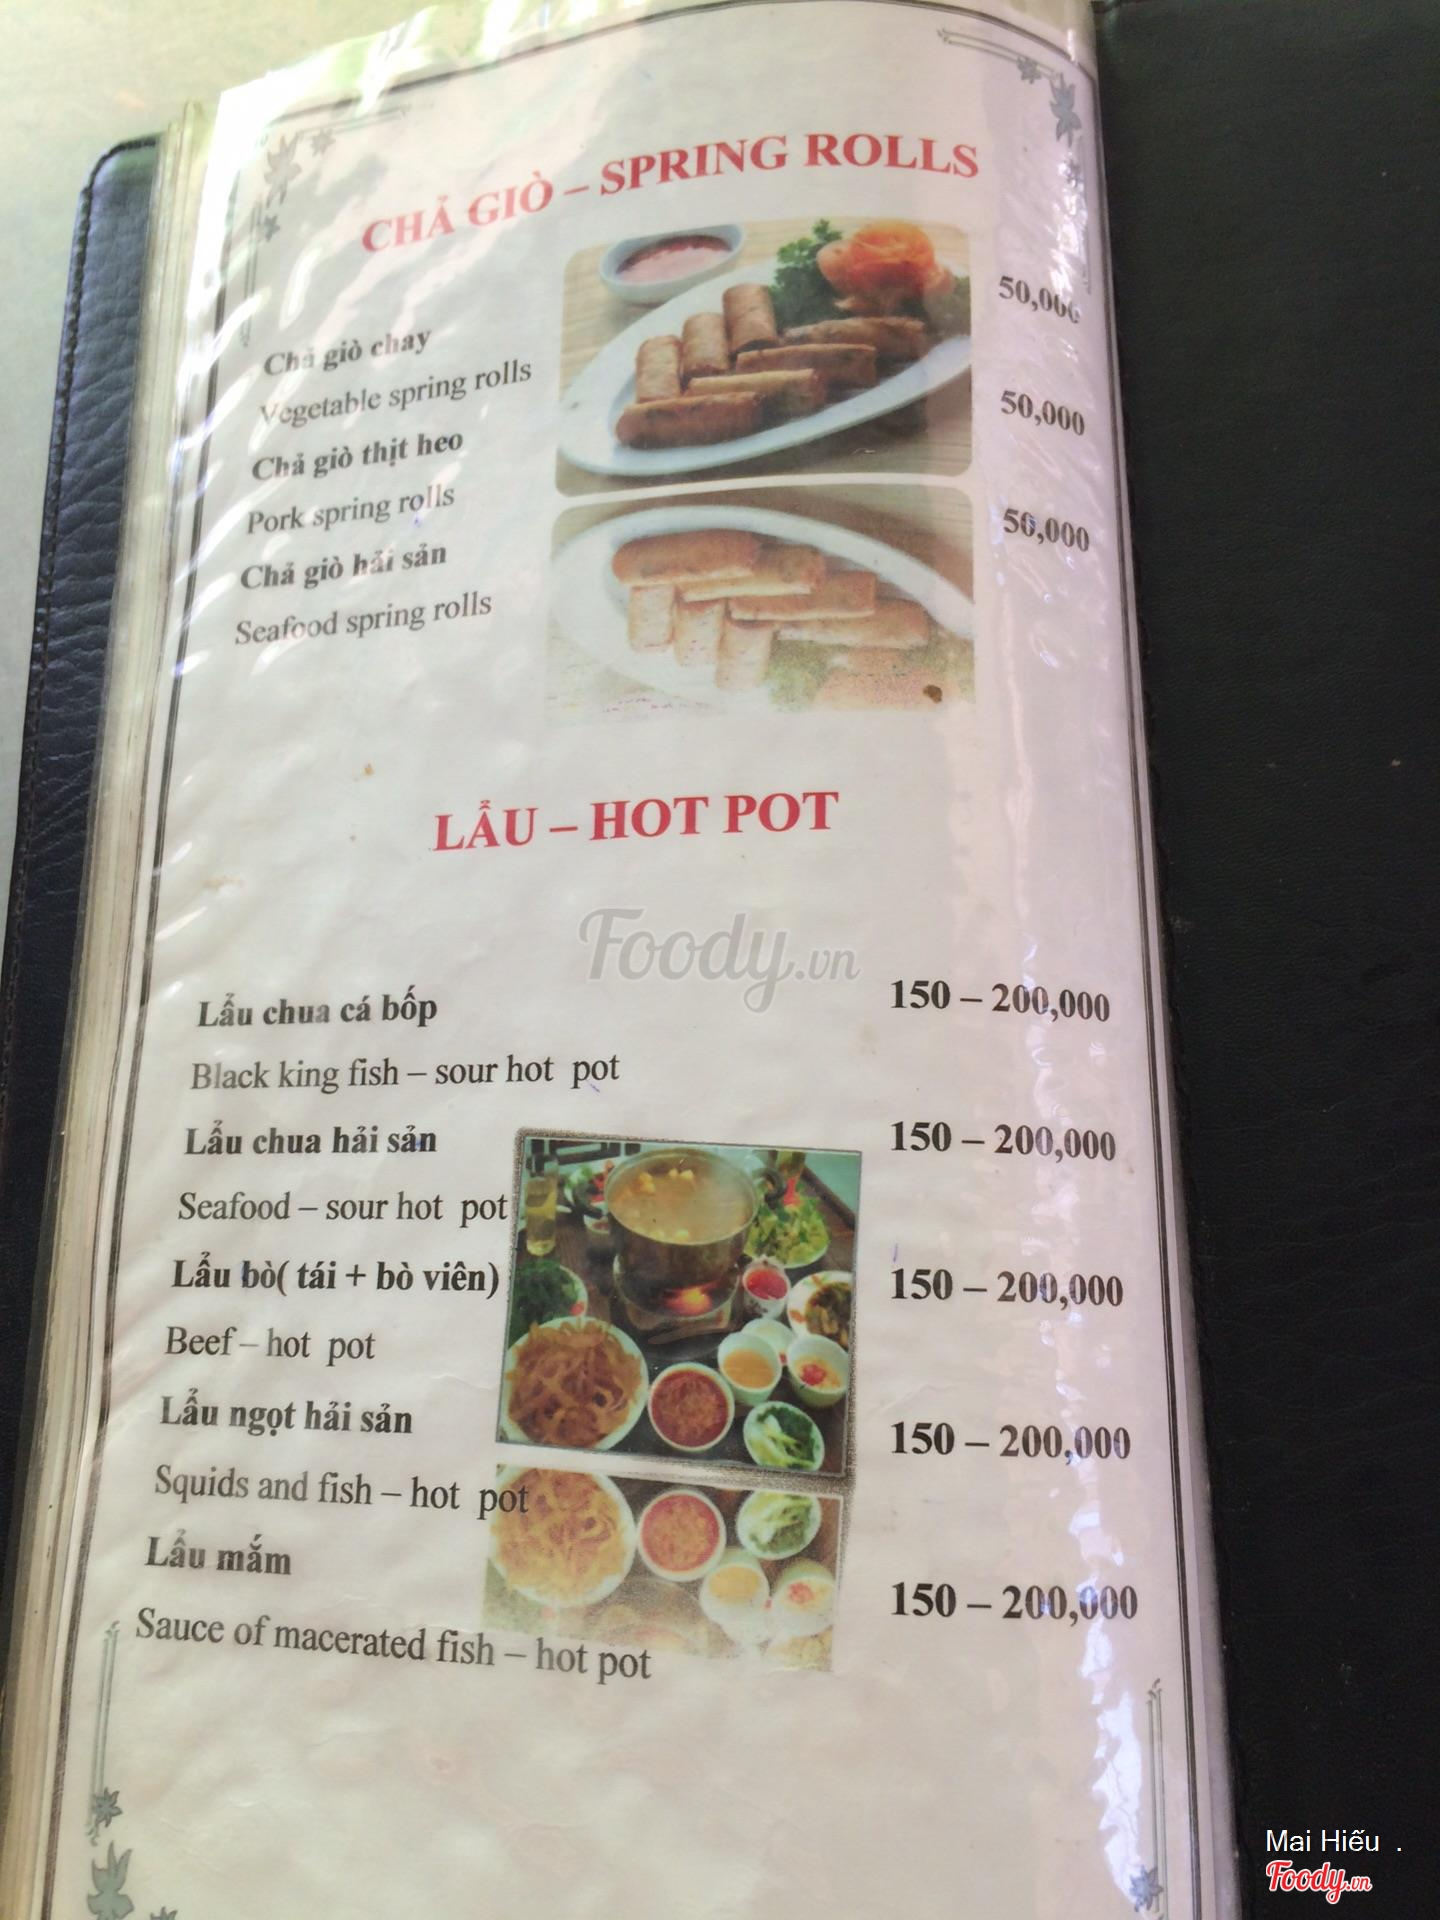 CHẢ GIÒ – SPRING ROLLS
Chả giò chay 50,000
Vegetable spring rolls
Chả giò thịt heo 50,000
Pork spring rolls
Chả giò hải sản 50,000
Seafood spring rolls
LẨU – HOT POT
Foody.vn
Lẩu chua cá bốp 150 – 200,000
Black king fish – sour hot pot
Lẩu chua hải sản 150 – 200,000
Seafood – sour hot pot
Lẩu bò( tái + bò viên) 150 – 200,000
Beef – hot pot
Lẩu ngọt hải sản 150 – 200,000
Squids and fish – hot pot
Lẩu mắm 150 – 200,000
Sauce of macerated fish – hot pot
Mai Hiếu .
Foody.vn